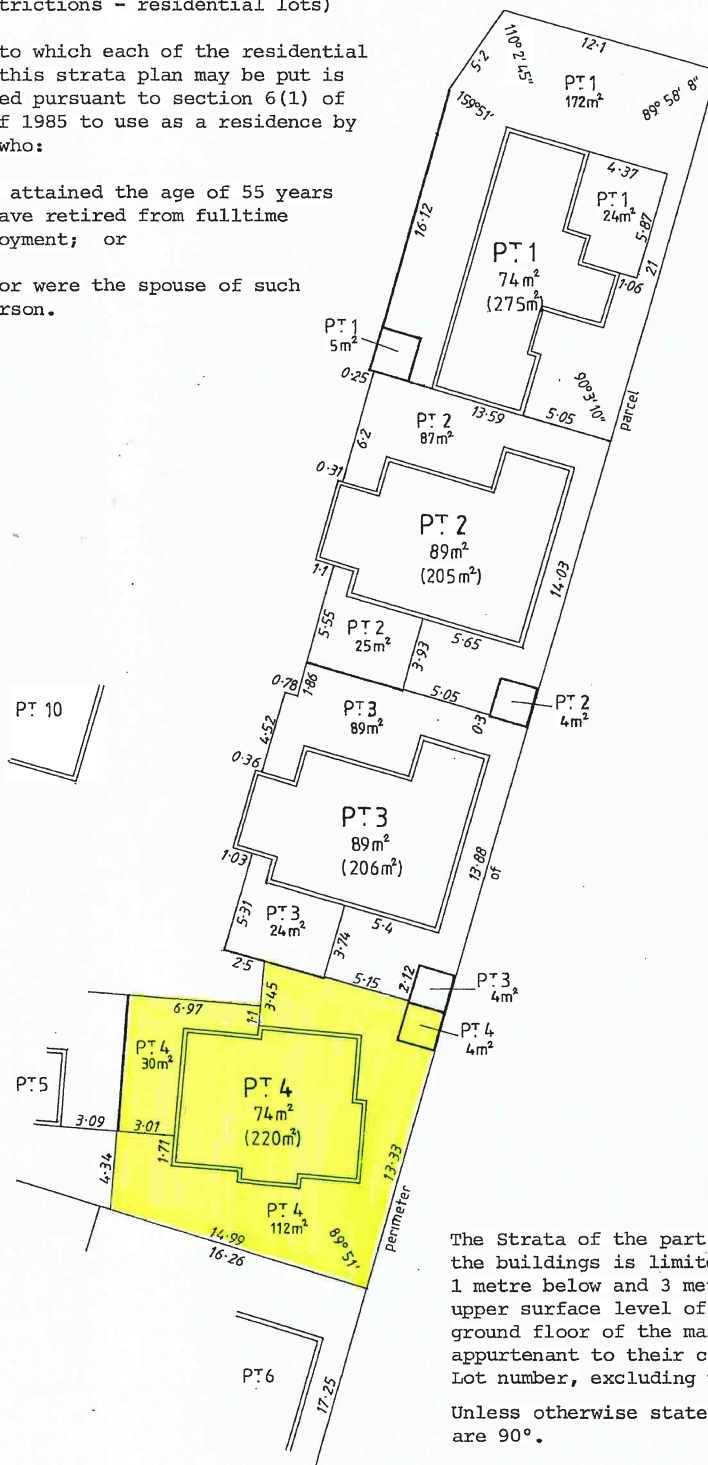 trictions - residential lots)
to which each of the residential
this strata plan may be put is
ed pursuant to section 6(1) of
f 1985 to use as a residence by
who:
attained the age of 55 years
ave retired from fulltime
oyment; or
or were the spouse of such
rson.
12·1
5·2
110° 2' 45"
PT 1
172m²
89° 58' 8"
159°51'
4·37
PT 1
24m²
5·87
16·12
PT 1
74m²
(275m²)
1·06
21
PT 1
5m²
0·25
90°3'10"
parcel
13·59
5·05
PT 2
87m²
6·2
0·31
PT 2
89m²
(205m²)
14·03
1·1
5·55
PT 2
25m²
5·65
3·93
0·78
1·86
5·05
0·3
PT 2
4m²
PT 10
PT 3
89m²
4·52
0·36
PT 3
89m²
(206m²)
13·88
of
1·03
5·31
PT 3
24m²
5·4
3·74
2·5
5·15
2·12
PT 3
4m²
3·45
6·97
1·1
PT 4
4m²
PT 4
30m²
PT 5
PT 4
74m²
(220m²)
3·09
3·01
1·71
13·33
4·34
PT 4
112m²
perimeter
14·99
16·26
89° 51'
The Strata of the part
the buildings is limite
1 metre below and 3 me
upper surface level of
ground floor of the ma
appurtenant to their c
Lot number, excluding
Unless otherwise state
are 90°.
PT 6
17·25